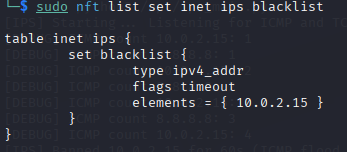 └─$ sudo nft list set inet ips blacklist
table inet ips {
        set blacklist {
                type ipv4_addr
                flags timeout
                elements = { 10.0.2.15 }
        }
}